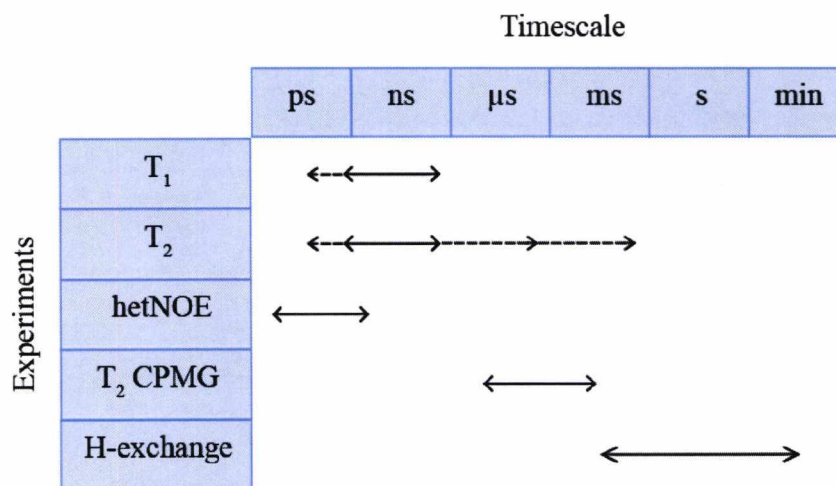 Timescale
ps ns µs ms s min
Experiments
T1
T2
hetNOE
T2 CPMG
H-exchange